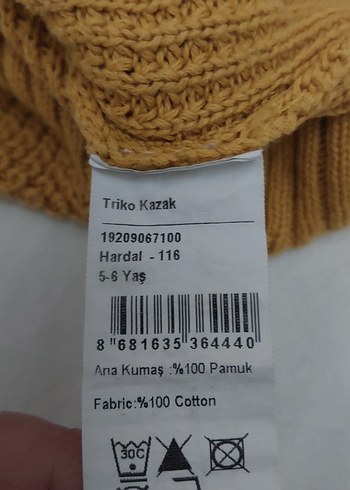 Triko Kazak
19209067100
Hardal - 116
5-6 Yaş
8 681635 364440
Ana Kumaş :%100 Pamuk
Fabric:%100 Cotton
30C